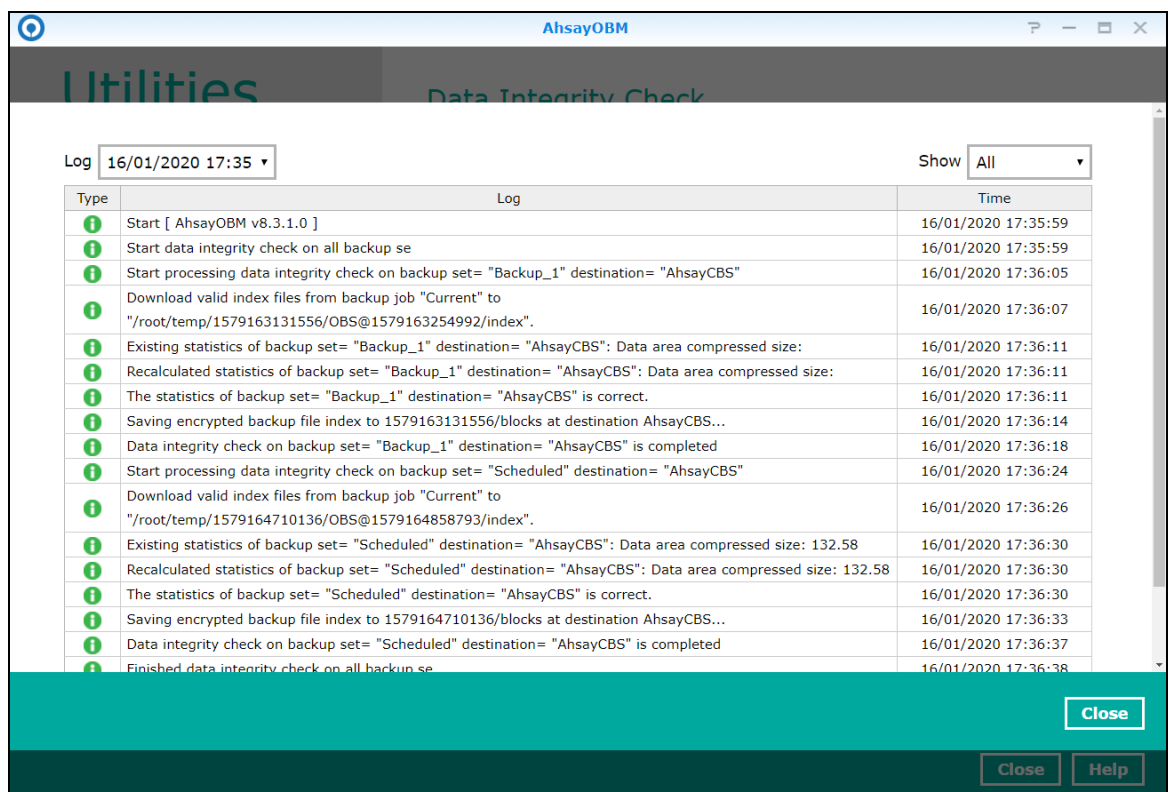 AhsayOBM
Utilities
Data Integrity Check
Log 16/01/2020 17:35 Show All
Type Log Time
Start [ AhsayOBM v8.3.1.0 ] 16/01/2020 17:35:59
Start data integrity check on all backup se 16/01/2020 17:35:59
Start processing data integrity check on backup set= "Backup_1" destination= "AhsayCBS" 16/01/2020 17:36:05
Download valid index files from backup job "Current" to
"/root/temp/1579163131556/OBS@1579163254992/index". 16/01/2020 17:36:07
Existing statistics of backup set= "Backup_1" destination= "AhsayCBS": Data area compressed size: 16/01/2020 17:36:11
Recalculated statistics of backup set= "Backup_1" destination= "AhsayCBS": Data area compressed size: 16/01/2020 17:36:11
The statistics of backup set= "Backup_1" destination= "AhsayCBS" is correct. 16/01/2020 17:36:11
Saving encrypted backup file index to 1579163131556/blocks at destination AhsayCBS... 16/01/2020 17:36:14
Data integrity check on backup set= "Backup_1" destination= "AhsayCBS" is completed 16/01/2020 17:36:18
Start processing data integrity check on backup set= "Scheduled" destination= "AhsayCBS" 16/01/2020 17:36:24
Download valid index files from backup job "Current" to
"/root/temp/1579164710136/OBS@1579164858793/index". 16/01/2020 17:36:26
Existing statistics of backup set= "Scheduled" destination= "AhsayCBS": Data area compressed size: 132.58 16/01/2020 17:36:30
Recalculated statistics of backup set= "Scheduled" destination= "AhsayCBS": Data area compressed size: 132.58 16/01/2020 17:36:30
The statistics of backup set= "Scheduled" destination= "AhsayCBS" is correct. 16/01/2020 17:36:30
Saving encrypted backup file index to 1579164710136/blocks at destination AhsayCBS... 16/01/2020 17:36:33
Data integrity check on backup set= "Scheduled" destination= "AhsayCBS" is completed 16/01/2020 17:36:37
Finished data integrity check on all backup se 16/01/2020 17:36:38
Close
Close Help